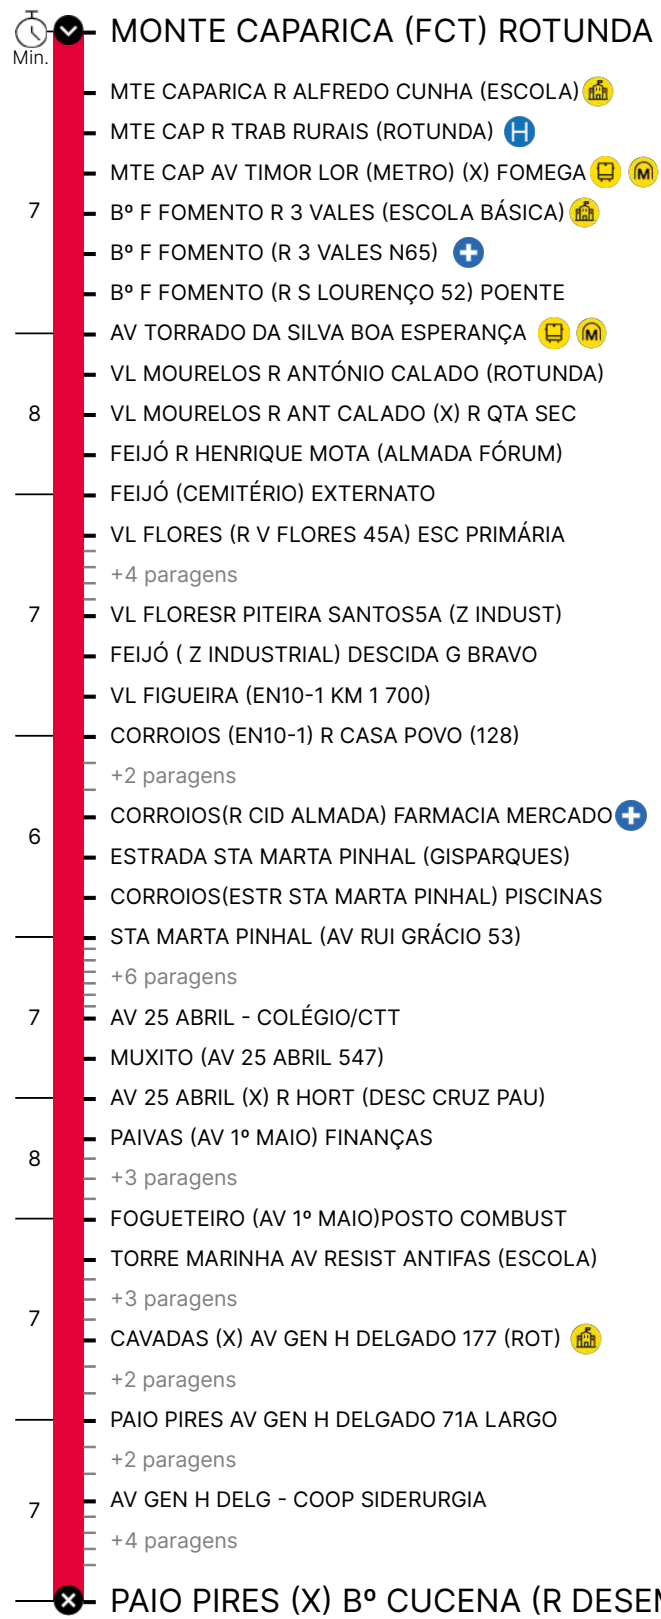 MONTE CAPARICA (FCT) ROTUNDA
Min.
MTE CAPARICA R ALFREDO CUNHA (ESCOLA)
MTE CAP R TRAB RURAIS (ROTUNDA) H
MTE CAP AV TIMOR LOR (METRO) (X) FOMEGA M
7
Bº F FOMENTO R 3 VALES (ESCOLA BÁSICA)
Bº F FOMENTO (R 3 VALES N65)
Bº F FOMENTO (R S LOURENÇO 52) POENTE
AV TORRADO DA SILVA BOA ESPERANÇA M
VL MOURELOS R ANTÓNIO CALADO (ROTUNDA)
8
VL MOURELOS R ANT CALADO (X) R QTA SEC
FEIJÓ R HENRIQUE MOTA (ALMADA FÓRUM)
FEIJÓ (CEMITÉRIO) EXTERNATO
VL FLORES (R V FLORES 45A) ESC PRIMÁRIA
+4 paragens
7
VL FLORESR PITEIRA SANTOS5A (Z INDUST)
FEIJÓ ( Z INDUSTRIAL) DESCIDA G BRAVO
VL FIGUEIRA (EN10-1 KM 1 700)
CORROIOS (EN10-1) R CASA POVO (128)
+2 paragens
CORROIOS(R CID ALMADA) FARMACIA MERCADO
6
ESTRADA STA MARTA PINHAL (GISPARQUES)
CORROIOS(ESTR STA MARTA PINHAL) PISCINAS
STA MARTA PINHAL (AV RUI GRÁCIO 53)
+6 paragens
7
AV 25 ABRIL - COLÉGIO/CTT
MUXITO (AV 25 ABRIL 547)
AV 25 ABRIL (X) R HORT (DESC CRUZ PAU)
PAIVAS (AV 1º MAIO) FINANÇAS
8
+3 paragens
FOGUETEIRO (AV 1º MAIO)POSTO COMBUST
TORRE MARINHA AV RESIST ANTIFAS (ESCOLA)
+3 paragens
7
CAVADAS (X) AV GEN H DELGADO 177 (ROT)
+2 paragens
PAIO PIRES AV GEN H DELGADO 71A LARGO
+2 paragens
AV GEN H DELG - COOP SIDERURGIA
7
+4 paragens
PAIO PIRES (X) Bº CUCENA (R DESEM